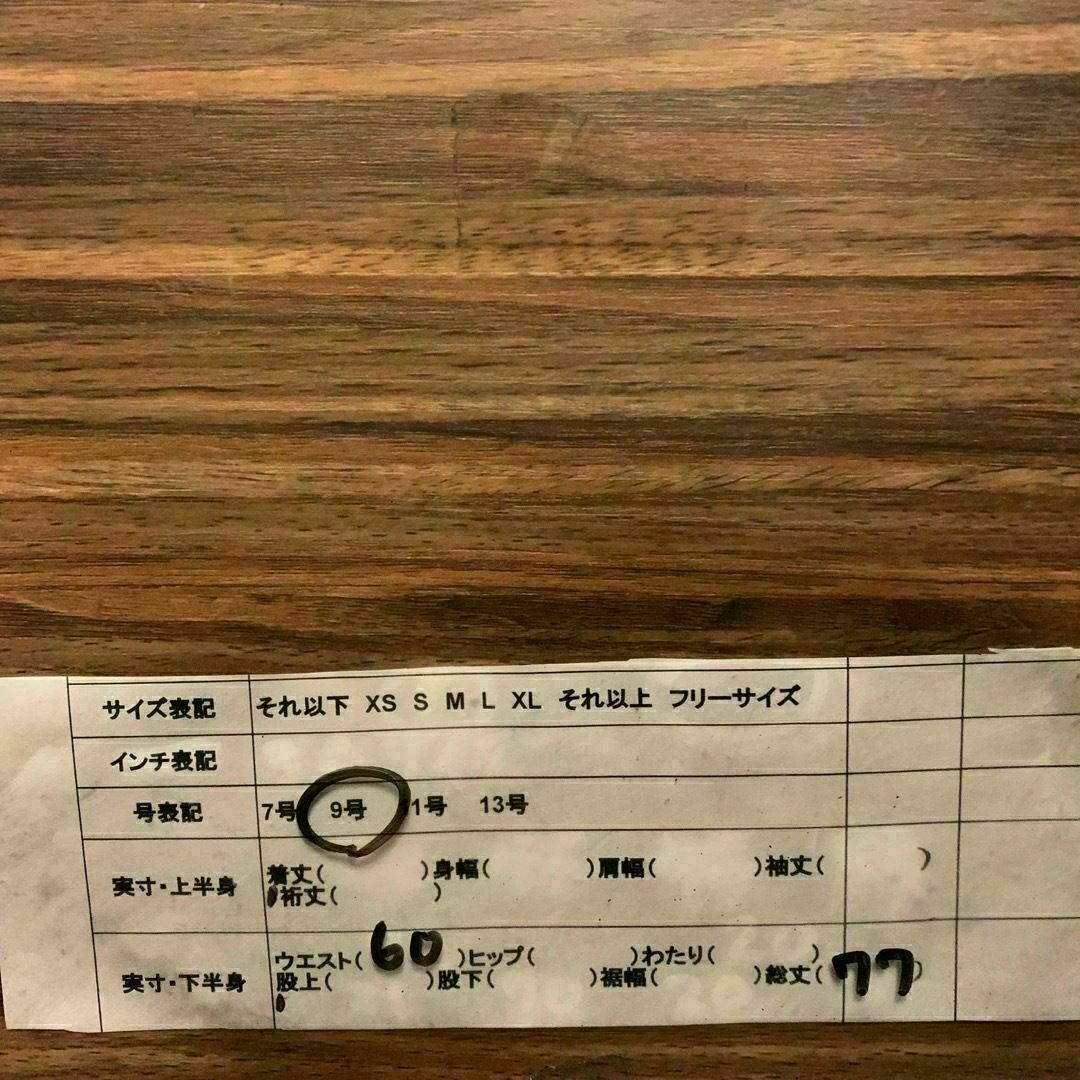 サイズ表記 それ以下 XS S M L XL それ以上 フリーサイズ
インチ表記
号表記 7号 9号 11号 13号
実寸・上半身 着丈( )身幅( )肩幅( )袖丈( )
裄丈( )
実寸・下半身 ウエスト(60 )ヒップ( )わたり( )
股上( )股下( )裾幅( )総丈(77)